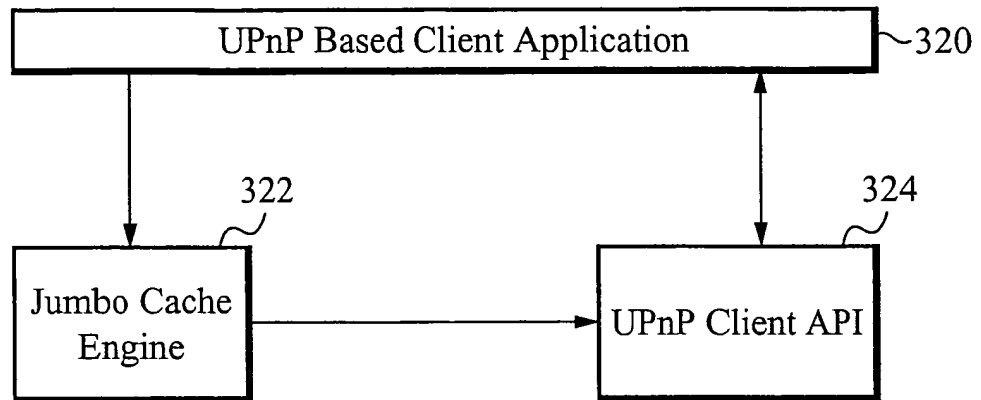 UPnP Based Client Application
320
322
324
Jumbo Cache
Engine
UPnP Client API